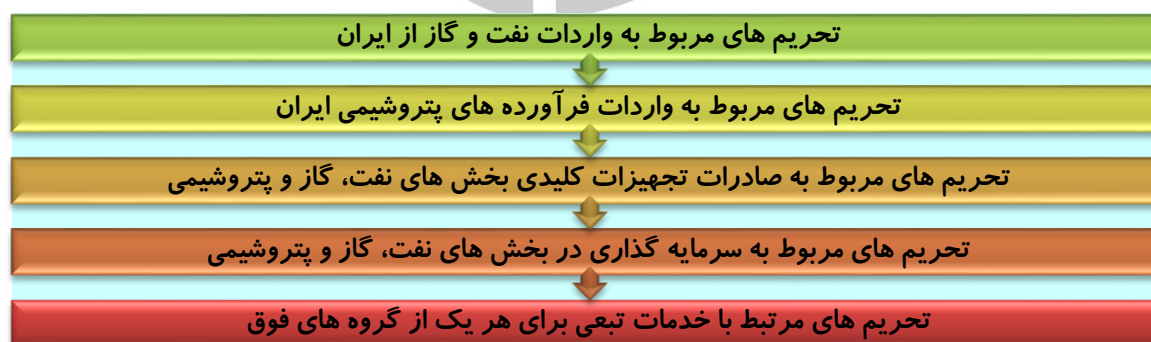 تحریم های مربوط به واردات نفت و گاز از ایران
تحریم های مربوط به واردات فرآورده های پتروشیمی ایران
تحریم های مربوط به صادرات تجهیزات کلیدی بخش های نفت، گاز و پتروشیمی
تحریم های مربوط به سرمایه گذاری در بخش های نفت، گاز و پتروشیمی
تحریم های مرتبط با خدمات تبعی برای هر یک از گروه های فوق